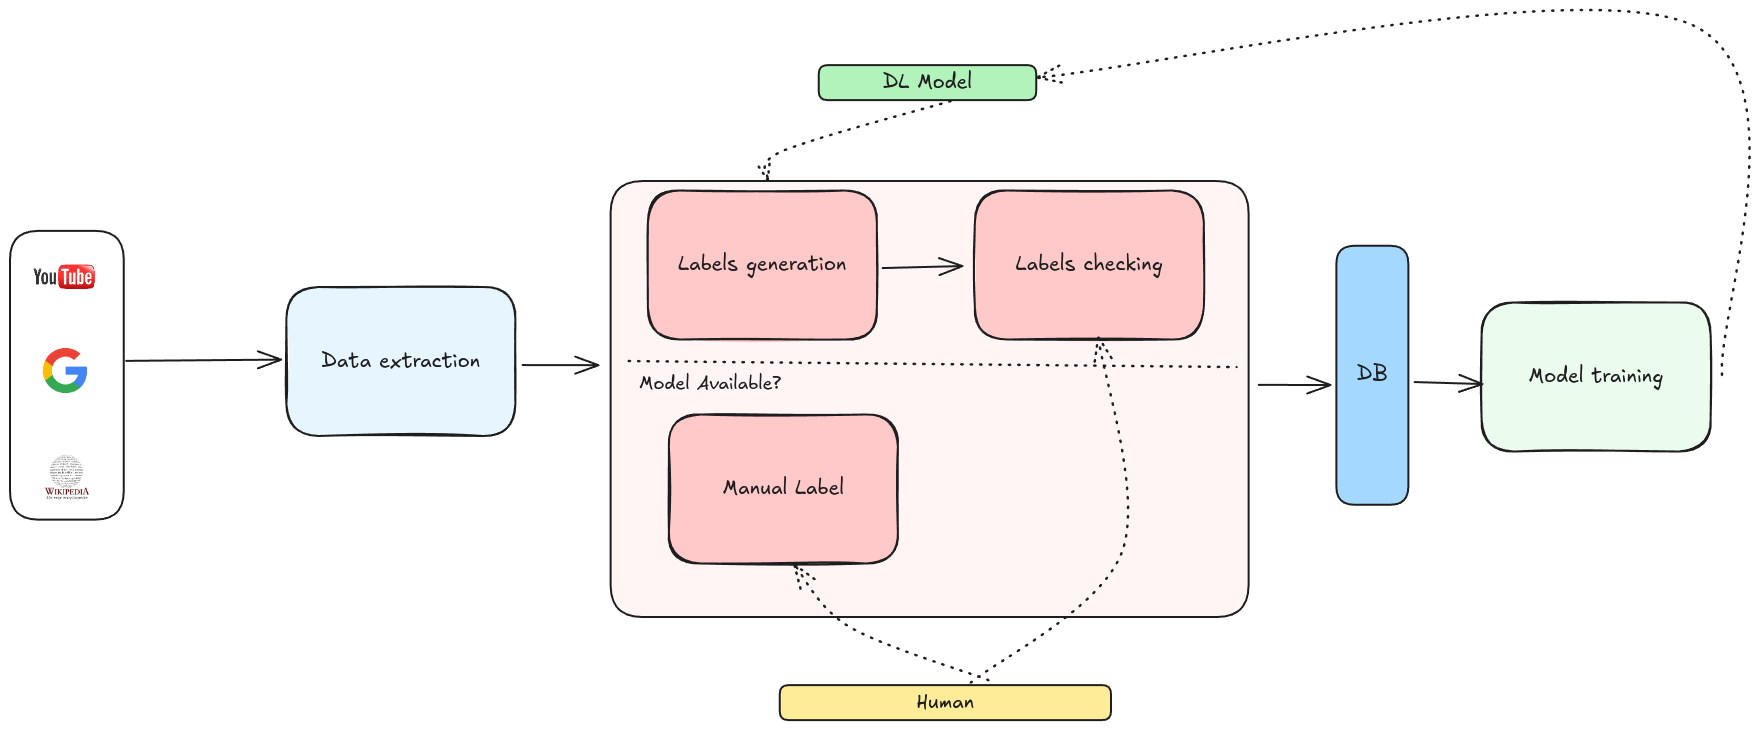 DL Model
YouTube
WIKIPEDIA
Data extraction
Labels generation
Labels checking
Model Available?
Manual Label
DB
Model training
Human